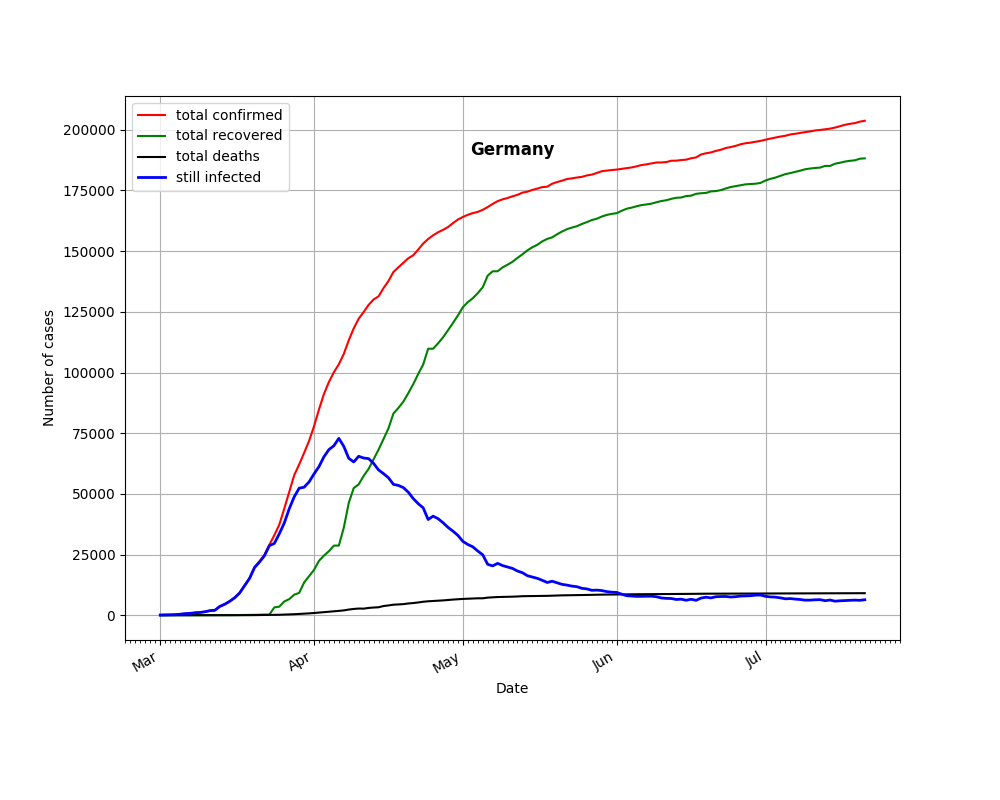 total confirmed
total recovered
total deaths
still infected
Germany
200000
175000
150000
125000
100000
75000
50000
25000
0
Number of cases
Mar
Apr
May
Jun
Jul
Date